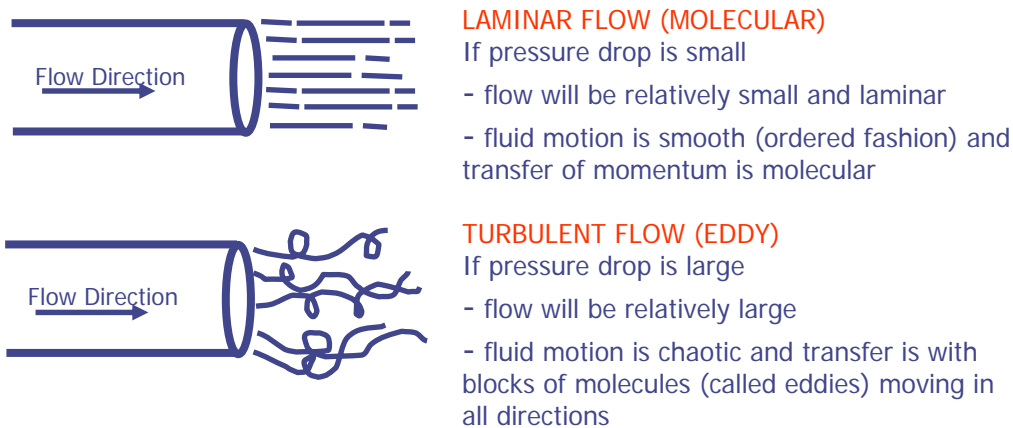 Flow Direction
LAMINAR FLOW (MOLECULAR)
If pressure drop is small
- flow will be relatively small and laminar
- fluid motion is smooth (ordered fashion) and
transfer of momentum is molecular
Flow Direction
TURBULENT FLOW (EDDY)
If pressure drop is large
- flow will be relatively large
- fluid motion is chaotic and transfer is with
blocks of molecules (called eddies) moving in
all directions